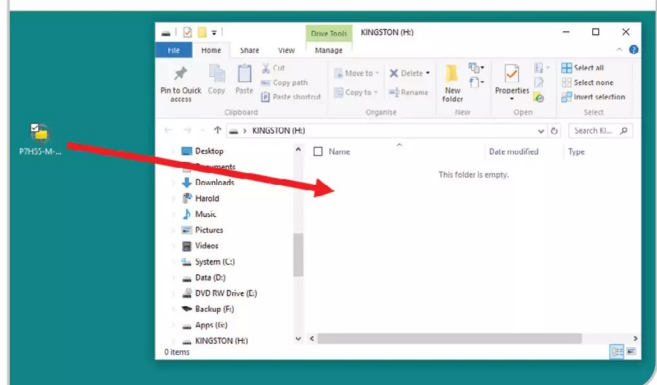 Drive Tools KINGSTON (H:)
File Home Share View Manage
Pin to Quick access
Copy
Paste
Cut
Copy path
Paste shortcut
Move to
Copy to
Delete
Rename
New folder
Properties
Select all
Select none
Invert selection
Clipboard Organise New Open Select
KINGSTON (H:) Search KI...
P7H55-M-...
Name Date modified Type
This folder is empty.
Desktop
Documents
Downloads
Harold
Music
Pictures
Videos
System (C:)
Data (D:)
DVD RW Drive (E:)
Backup (F:)
Apps (G:)
KINGSTON (H:)
0 items